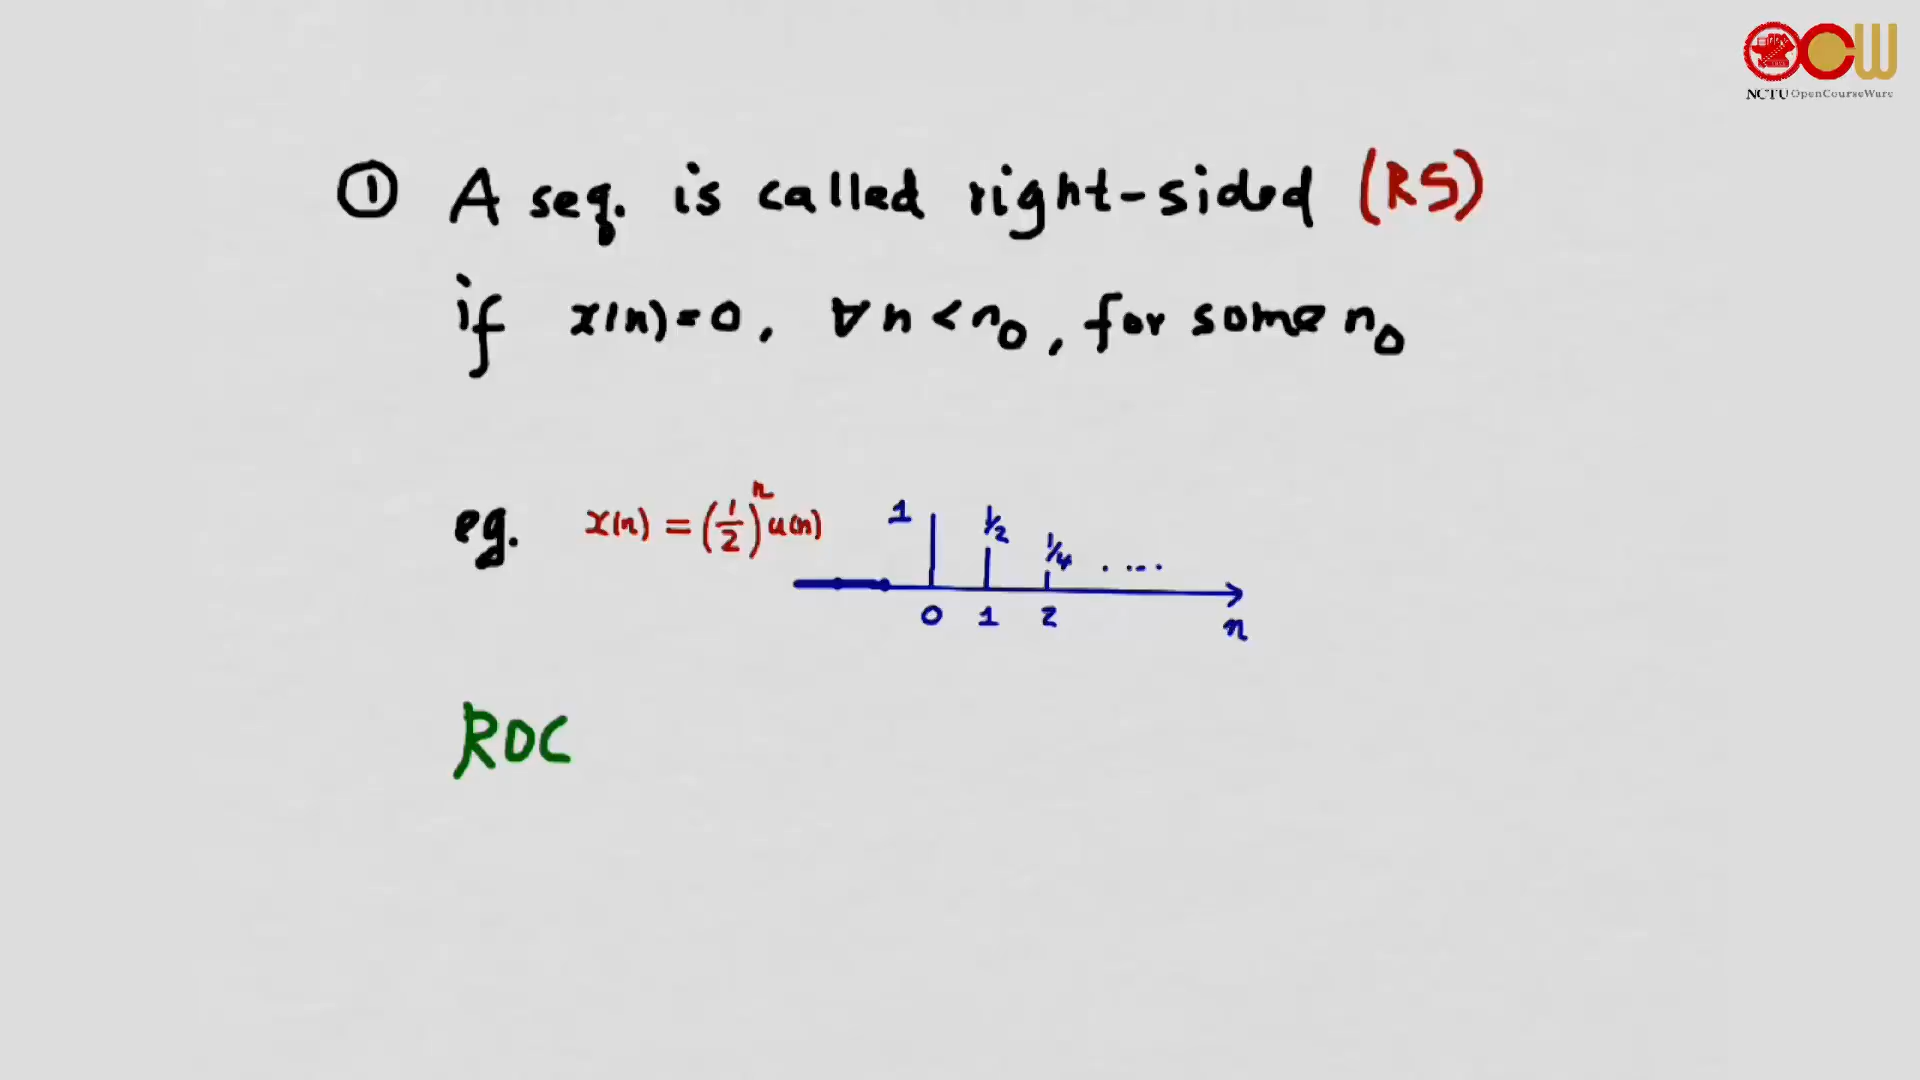 NCTU OpenCourseWare
① A seq. is called right-sided (RS)
if x(n)=0, ∀n<n₀, for some n₀
eg. x(n) = (1/2)ⁿ u(n)
1 1/2 1/4 ....
0 1 2 n
ROC